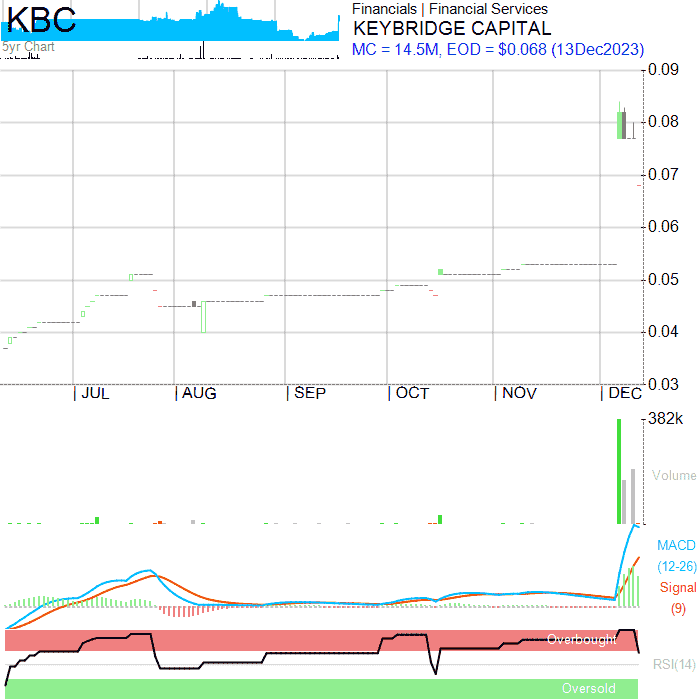 KBC
5yr Chart
Financials | Financial Services
KEYBRIDGE CAPITAL
MC = 14.5M, EOD = $0.068 (13Dec2023)
0.09
0.08
0.07
0.06
0.05
0.04
0.03
| JUL | AUG | SEP | OCT | NOV | DEC
382k
Volume
MACD
(12-26)
Signal
(9)
Overbought
RSI(14)
Oversold